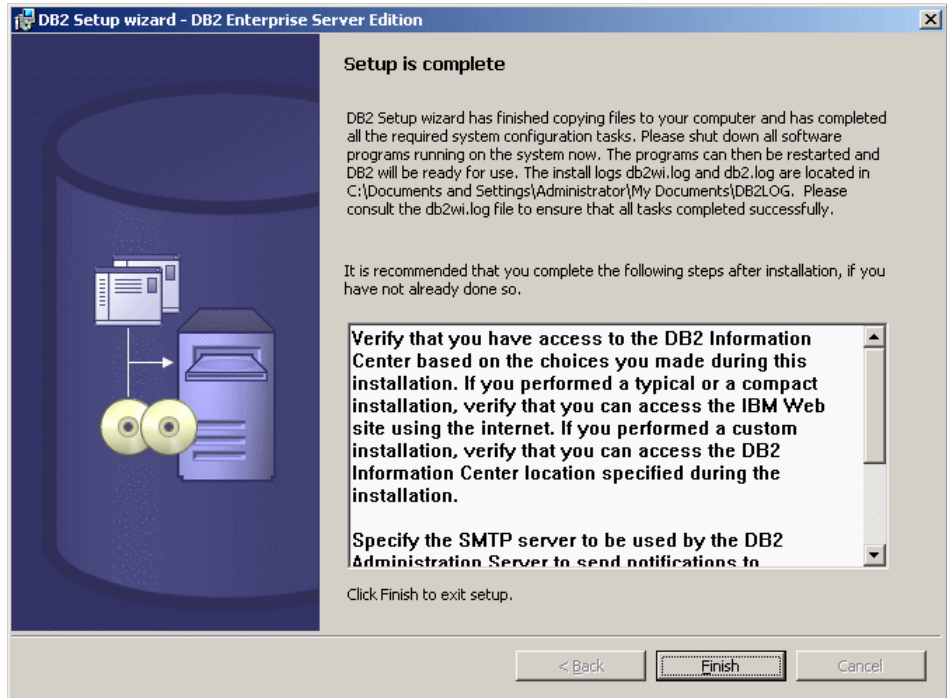 DB2 Setup wizard - DB2 Enterprise Server Edition
Setup is complete
DB2 Setup wizard has finished copying files to your computer and has completed
all the required system configuration tasks. Please shut down all software
programs running on the system now. The programs can then be restarted and
DB2 will be ready for use. The install logs db2wi.log and db2.log are located in
C:\Documents and Settings\Administrator\My Documents\DB2LOG. Please
consult the db2wi.log file to ensure that all tasks completed successfully.
It is recommended that you complete the following steps after installation, if you
have not already done so.
Verify that you have access to the DB2 Information
Center based on the choices you made during this
installation. If you performed a typical or a compact
installation, verify that you can access the IBM Web
site using the internet. If you performed a custom
installation, verify that you can access the DB2
Information Center location specified during the
installation.
Specify the SMTP server to be used by the DB2
Administration Server to send notifications to
Click Finish to exit setup.
< Back
Finish
Cancel